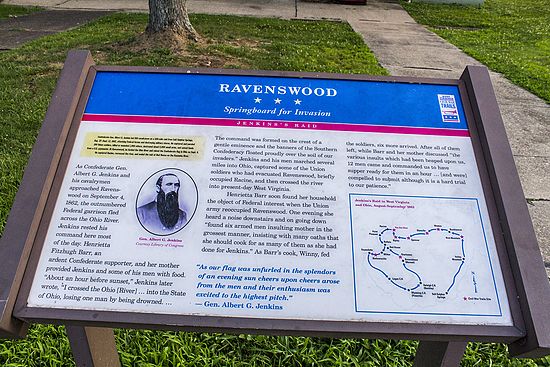 RAVENSWOOD
Springboard for Invasion
JENKINS'S RAID
As Confederate Gen.
Albert G. Jenkins and
his cavalrymen
approached Ravens-
wood on September 4,
1862, the outnumbered
Federal garrison fled
across the Ohio River.
Jenkins rested his
command here most
of the day. Henrietta
Fitzhugh Barr, an
ardent Confederate supporter, and her mother
provided Jenkins and some of his men with food.
"About an hour before sunset," Jenkins later
wrote, "I crossed the Ohio [River] … into the State
of Ohio, losing one man by being drowned. …
Gen. Albert G. Jenkins
Courtesy Library of Congress
The command was formed on the crest of a
gentle eminence and the banners of the Southern
Confederacy floated proudly over the soil of our
invaders." Jenkins and his men marched several
miles into Ohio, captured some of the Union
soldiers who had evacuated Ravenswood, briefly
occupied Racine, and then crossed the river
into present-day West Virginia.
Henrietta Barr soon found her household
the object of Federal interest when the Union
army reoccupied Ravenswood. One evening she
heard a noise downstairs and on going down
"found six armed men insulting mother in the
grossest manner, insisting with many oaths that
she should cook for as many of them as she had
done for Jenkins." As Barr's cook, Winny, fed
"As our flag was unfurled in the splendors
of an evening sun cheers upon cheers arose
from the men and their enthusiasm was
excited to the highest pitch."
— Gen. Albert G. Jenkins
the soldiers, six more arrived. After all of them
left, while Barr and her mother discussed "the
various insults which had been heaped upon us,
12 men came and commanded us to have
supper ready for them in an hour … [and were]
compelled to submit although it is a hard trial
to our patience."
Jenkins's Raid in West Virginia
and Ohio, August–September 1862